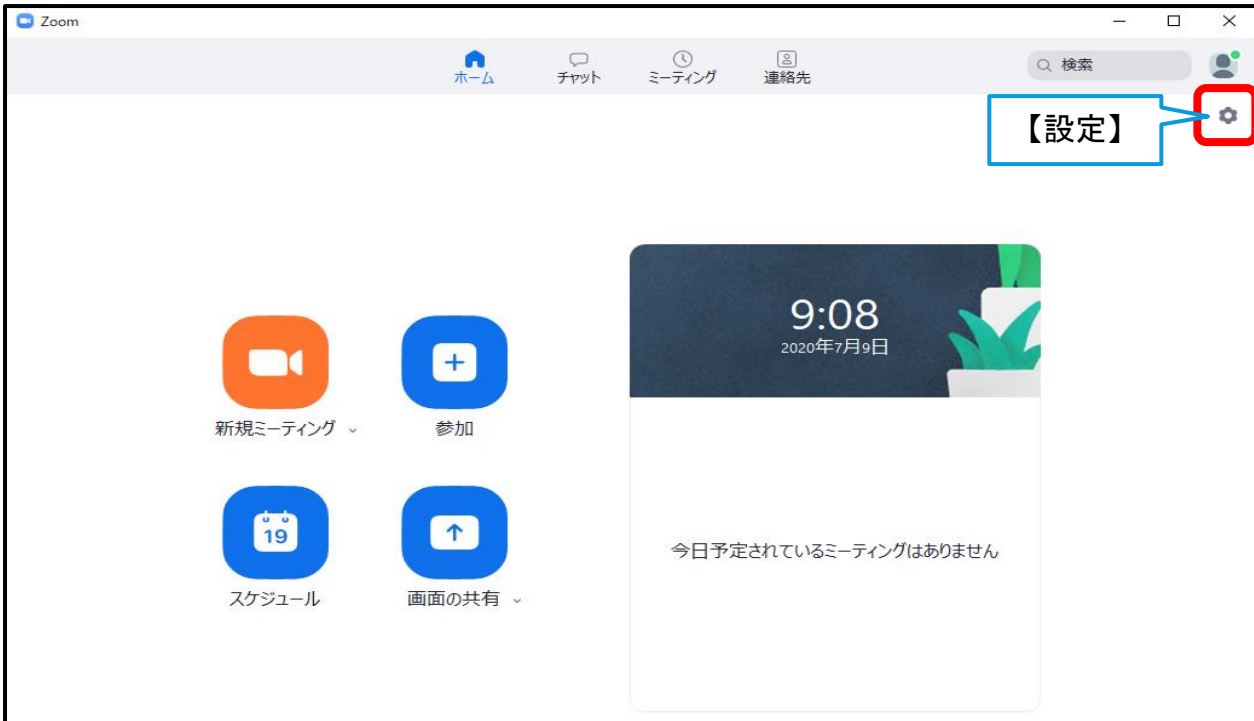 Zoom
ホーム
チャット
ミーティング
連絡先
検索
【設定】
9:08
2020年7月9日
新規ミーティング
参加
19
スケジュール
画面の共有
今日予定されているミーティングはありません